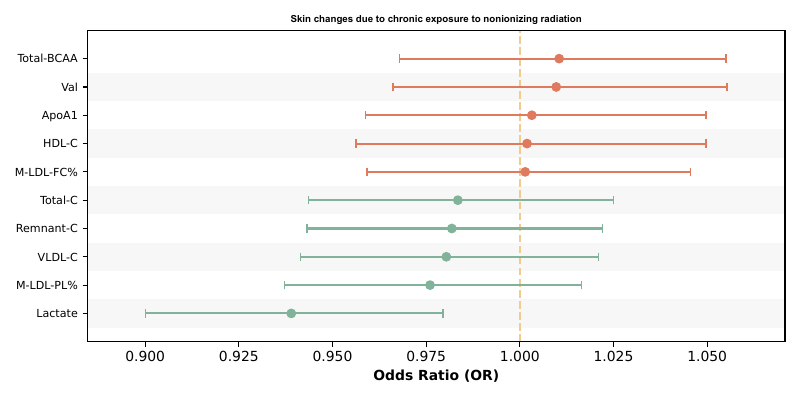 Skin changes due to chronic exposure to nonionizing radiation
Total-BCAA
Val
ApoA1
HDL-C
M-LDL-FC%
Total-C
Remnant-C
VLDL-C
M-LDL-PL%
Lactate
0.900 0.925 0.950 0.975 1.000 1.025 1.050
Odds Ratio (OR)